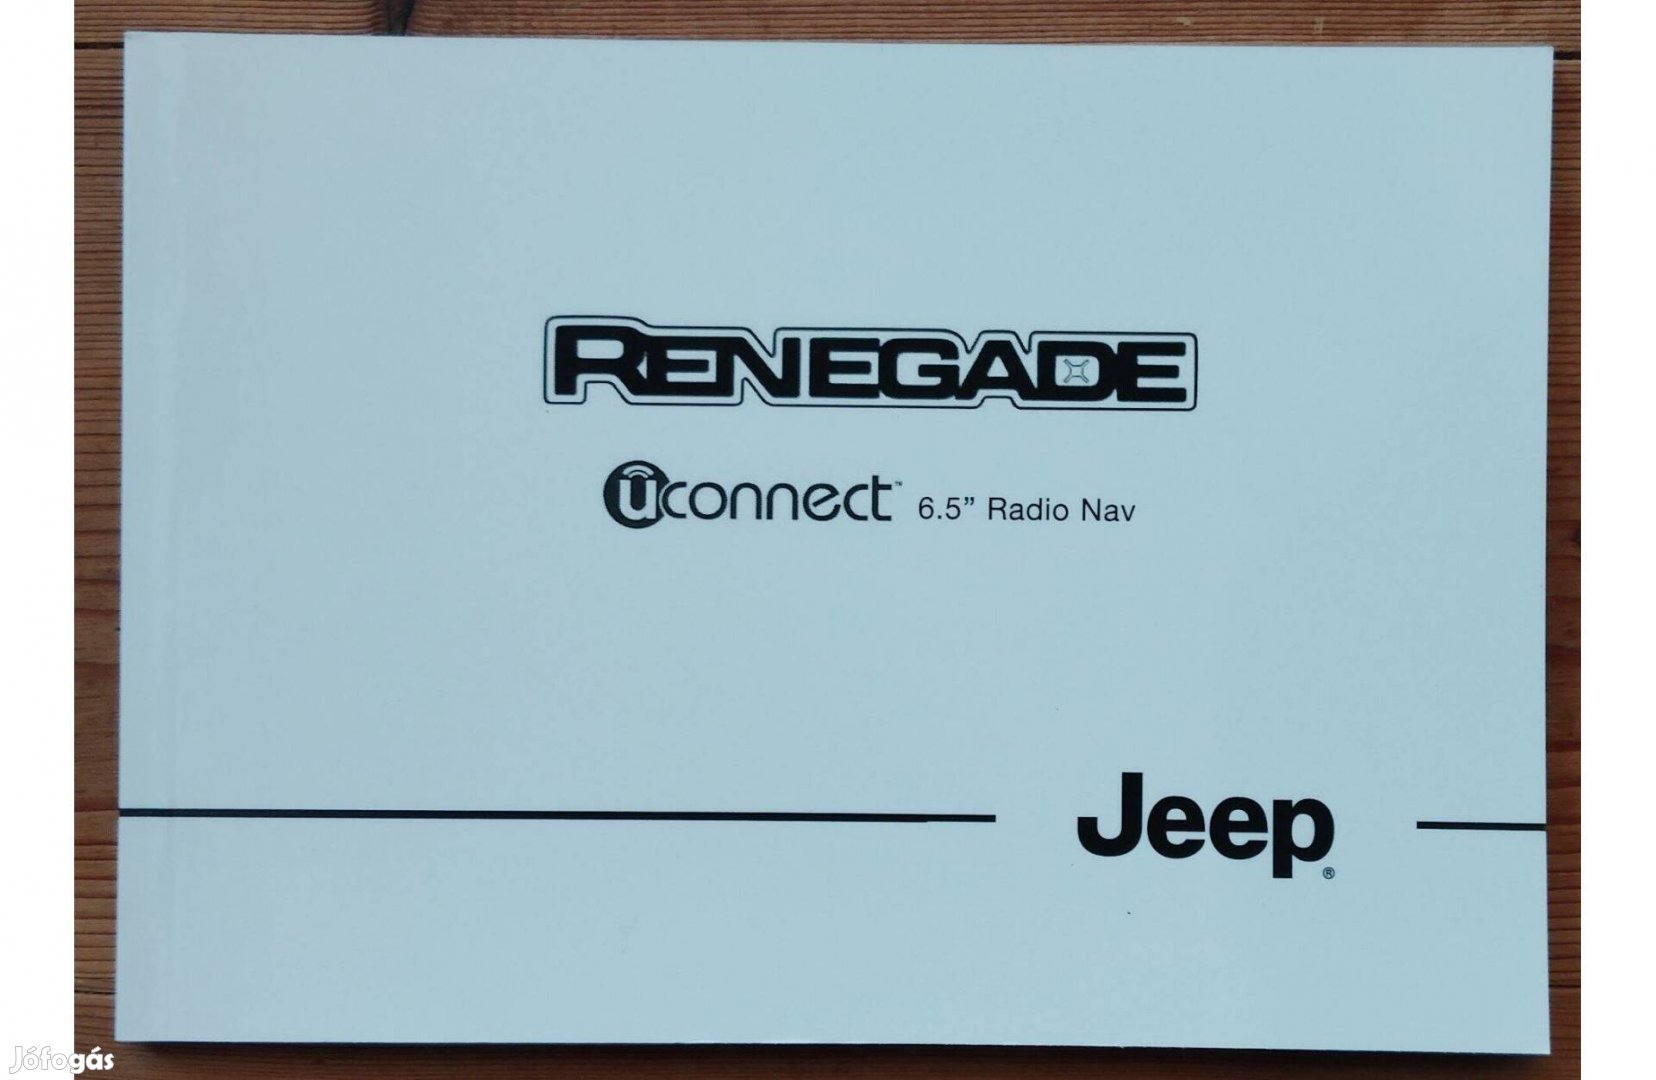 RENEGADE
uconnect™ 6.5” Radio Nav
Jeep®
Jófogás